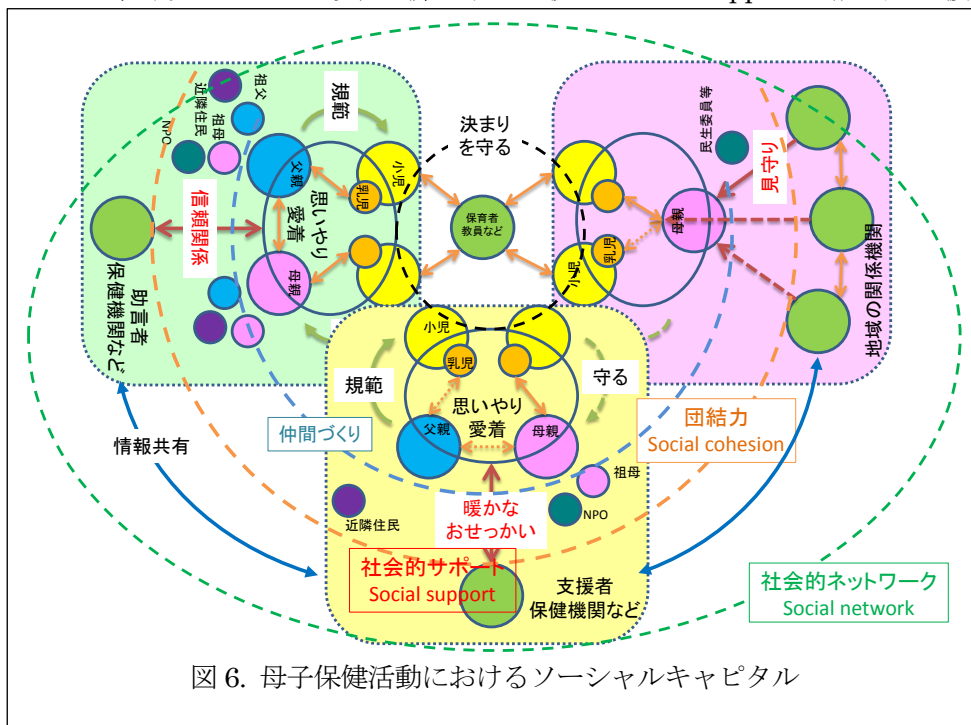 祖父
近隣住民
祖母
NPO
規範
決まり
を守る
小児
父親
乳児
思いやり
愛着
信頼関係
母親
助言者
保健機関など
保育者
教員など
民生委員等
見守り
母親
乳児
小児
地域の関係機関
小児
乳児
規範
守る
思いやり
愛着
父親
母親
仲間づくり
団結力
Social cohesion
情報共有
祖母
NPO
近隣住民
暖かな
おせっかい
社会的サポート
Social support
支援者
保健機関など
社会的ネットワーク
Social network
図 6. 母子保健活動におけるソーシャルキャピタル